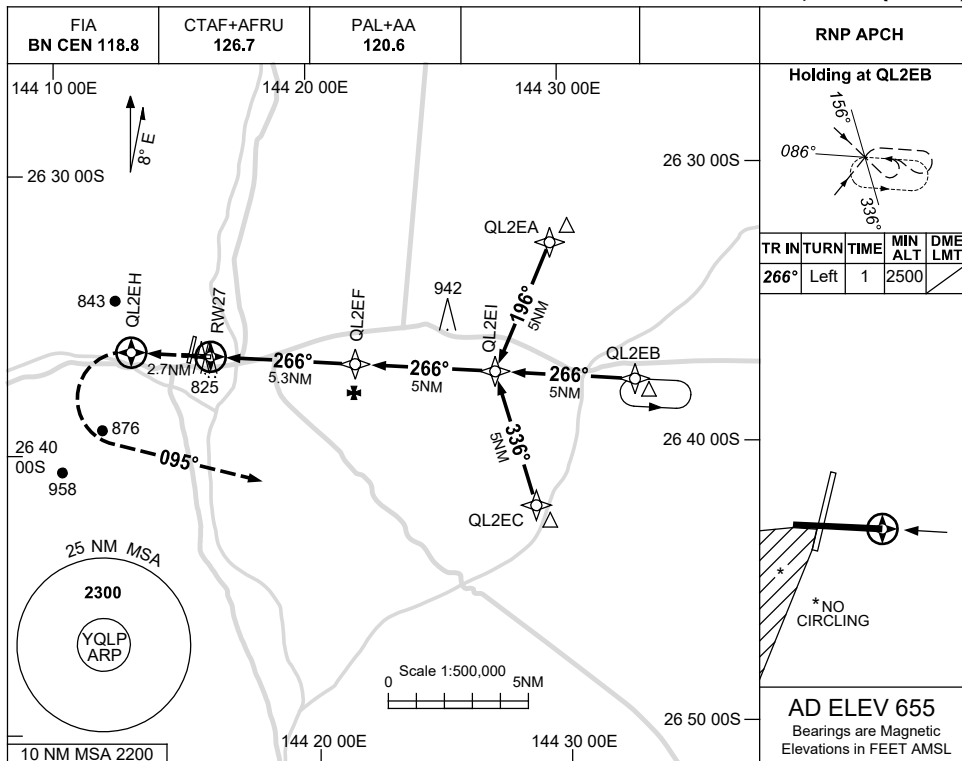 FIA
BN CEN 118.8
CTAF+AFRU
126.7
PAL+AA
120.6
RNP APCH
144 10 00E
144 20 00E
144 30 00E
8° E
26 30 00S
26 30 00S
Holding at QL2EB
156°
086°
336°
TR IN TURN TIME MIN ALT DME LMT
266° Left 1 2500
QL2EA
942
843
QL2EH
RW27
QL2EF
QL2EI
196°
5NM
QL2EB
2.7NM
825
266°
5.3NM
266°
5NM
266°
5NM
336°
5NM
876
26 40
00S
958
095°
26 40 00S
QL2EC
25 NM MSA
2300
YQLP
ARP
Scale 1:500,000
0 5NM
*
*NO
CIRCLING
26 50 00S
10 NM MSA 2200
144 20 00E
144 30 00E
AD ELEV 655
Bearings are Magnetic
Elevations in FEET AMSL